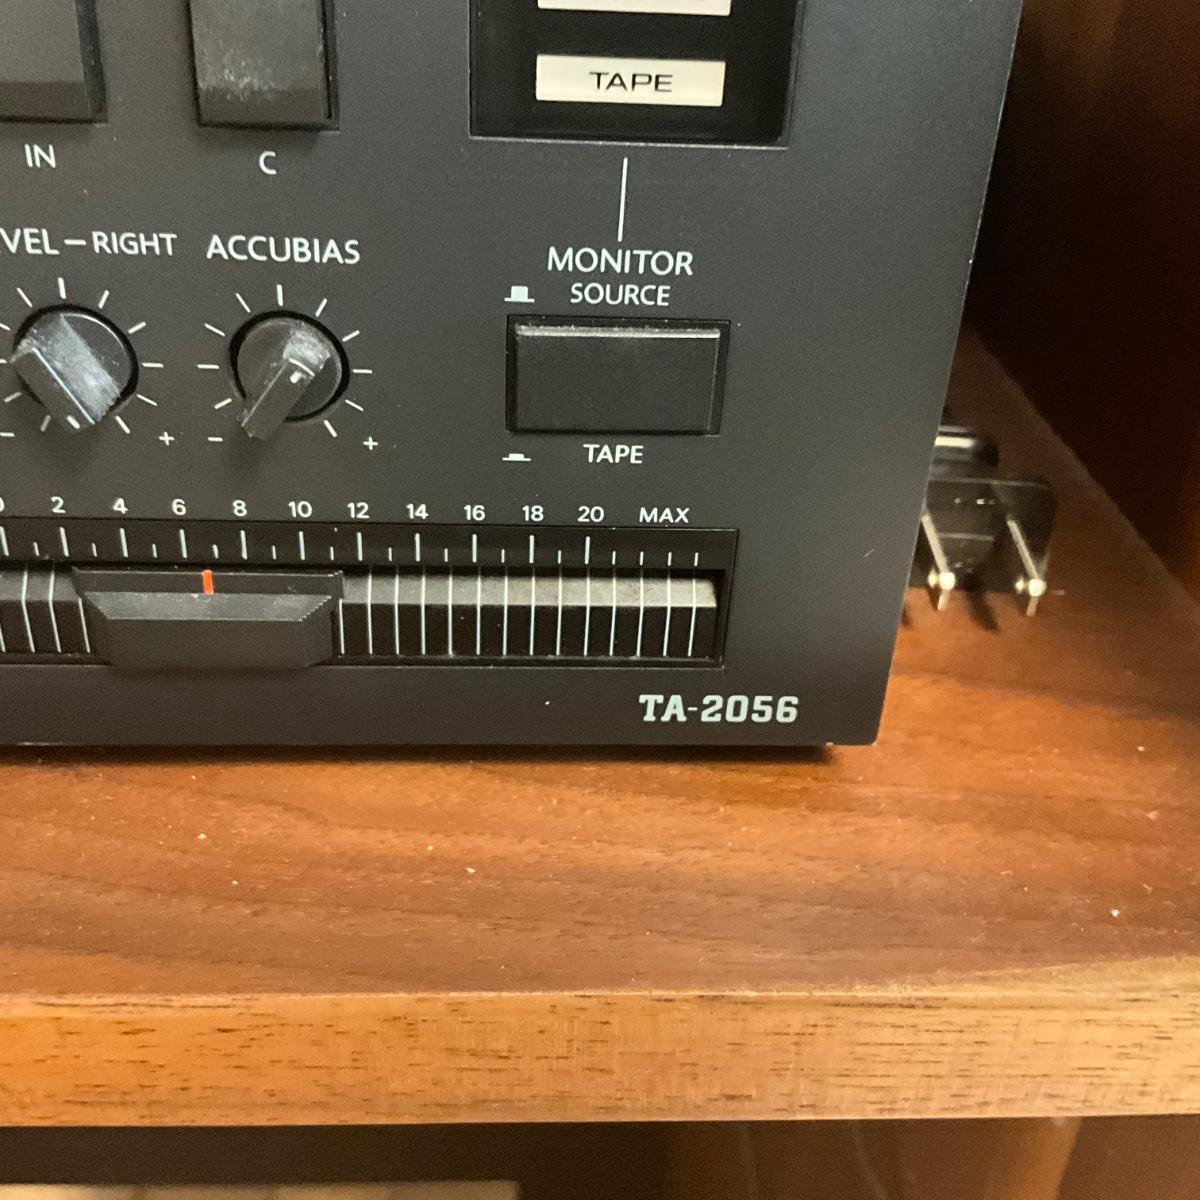 TAPE
IN C
VEL – RIGHT ACCUBIAS
MONITOR
SOURCE
- + - +
TAPE
2 4 6 8 10 12 14 16 18 20 MAX
TA-2056